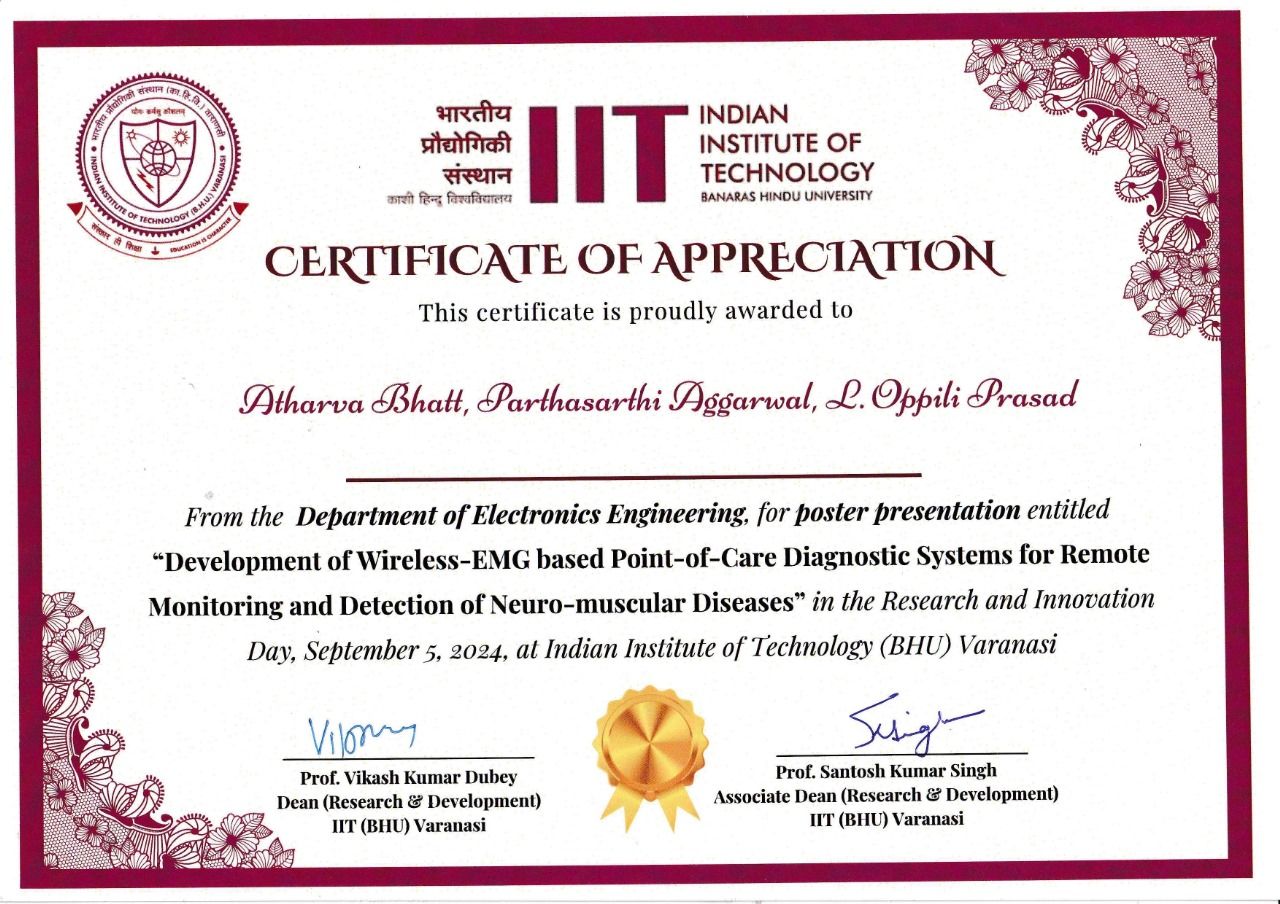 भारतीय प्रौद्योगिकी संस्थान (का.हि.वि.) वाराणसी
योगः कर्मसु कौशलम्
INDIAN INSTITUTE OF TECHNOLOGY (B.H.U.) VARANASI
संस्कार ही शिक्षा
EDUCATION IS CHARACTER
भारतीय
प्रौद्योगिकी
संस्थान
काशी हिन्दू विश्वविद्यालय
IIT
INDIAN
INSTITUTE OF
TECHNOLOGY
BANARAS HINDU UNIVERSITY
CERTIFICATE OF APPRECIATION
This certificate is proudly awarded to
Atharva Bhatt, Parthasarthi Aggarwal, L. Oppili Prasad
From the Department of Electronics Engineering, for poster presentation entitled
“Development of Wireless-EMG based Point-of-Care Diagnostic Systems for Remote
Monitoring and Detection of Neuro-muscular Diseases” in the Research and Innovation
Day, September 5, 2024, at Indian Institute of Technology (BHU) Varanasi
Prof. Vikash Kumar Dubey
Dean (Research & Development)
IIT (BHU) Varanasi
Prof. Santosh Kumar Singh
Associate Dean (Research & Development)
IIT (BHU) Varanasi